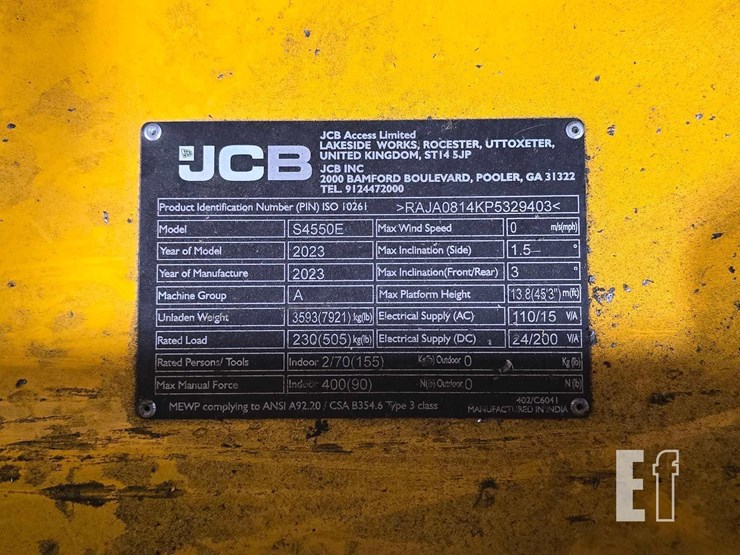 JCB
JCB Access Limited
LAKESIDE WORKS, ROCESTER, UTTOXETER,
UNITED KINGDOM, ST14 5JP
JCB INC
2000 BAMFORD BOULEVARD, POOLER, GA 31322
TEL. 9124472000
Product Identification Number (PIN) ISO 10261 >RAJA0814KP5329403<
Model S4550E Max Wind Speed 0 m/s(mph)
Year of Model 2023 Max Inclination (Side) 1.5 °
Year of Manufacture 2023 Max Inclination(Front/Rear) 3 °
Machine Group A Max Platform Height 13.8(45'3") m(ft)
Unladen Weight 3593(7921) kg(lb) Electrical Supply (AC) 110/15 V/A
Rated Load 230(505) kg(lb) Electrical Supply (DC) 24/200 V/A
Rated Persons/ Tools Indoor 2/70(155) Kg(lb) Outdoor 0 Kg(lb)
Max Manual Force Indoor 400(90) N(lb) Outdoor 0 N(lb)
MEWP complying to ANSI A92.20 / CSA B354.6 Type 3 class
402/C6041
MANUFACTURED IN INDIA
Ef